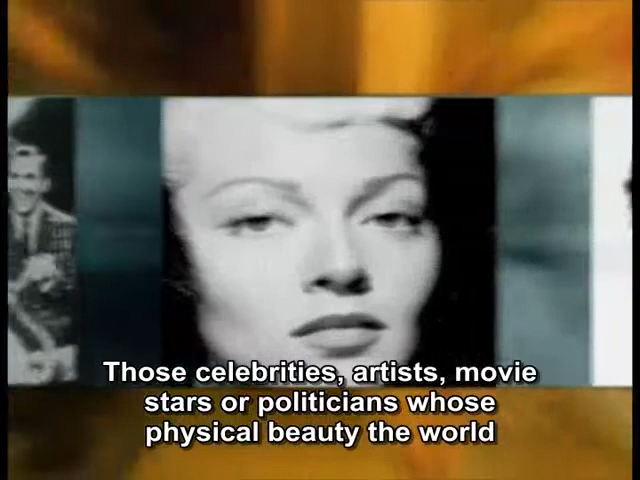 Those celebrities, artists, movie
stars or politicians whose
physical beauty the world